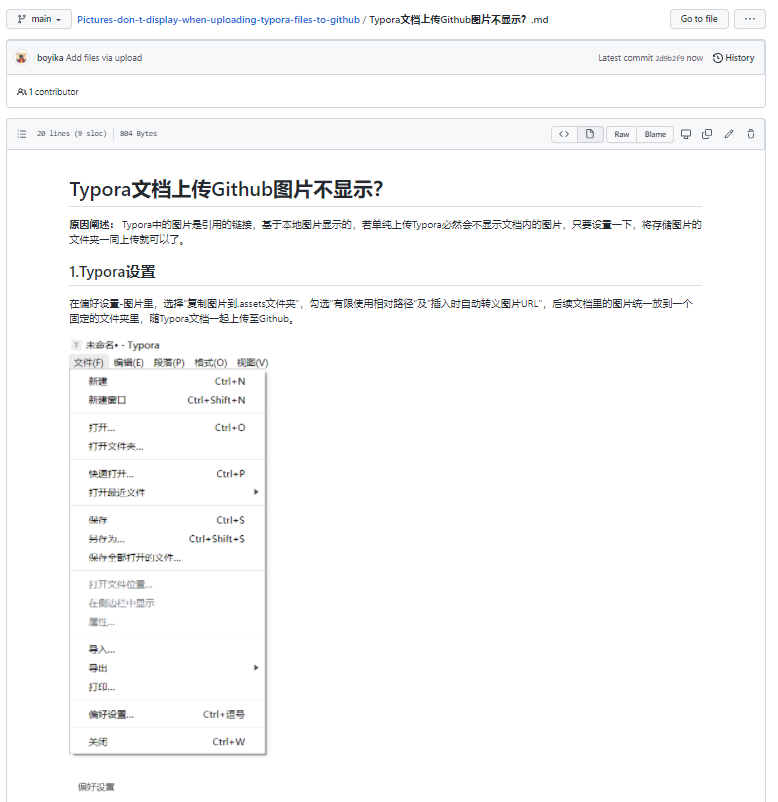 main
Pictures-don-t-display-when-uploading-typora-files-to-github / Typora文档上传Github图片不显示? .md
Go to file
...
boyika Add files via upload
Latest commit 2d9b2f9 now
History
1 contributor
20 lines (9 sloc)
804 Bytes
<>
Raw
Blame
Typora文档上传Github图片不显示?
原因阐述: Typora中的图片是引用的链接,基于本地图片显示的,若单纯上传Typora必然会不显示文档内的图片,只要设置一下,将存储图片的
文件夹一同上传就可以了。
1.Typora设置
在偏好设置-图片里,选择"复制图片到.assets文件夹",勾选"有限使用相对路径"及"插入时自动转义图片URL",后续文档里的图片统一放到一个
固定的文件夹里,随Typora文档一起上传至Github。
T 未命名• - Typora
文件(F) 编辑(E) 段落(P) 格式(O) 视图(V)
新建 Ctrl+N
新建窗口 Ctrl+Shift+N
打开... Ctrl+O
打开文件夹...
快速打开... Ctrl+P
打开最近文件
保存 Ctrl+S
另存为... Ctrl+Shift+S
保存全部打开的文件...
打开文件位置...
在侧边栏中显示
属性...
导入...
导出
打印...
偏好设置... Ctrl+逗号
关闭 Ctrl+W
偏好设置